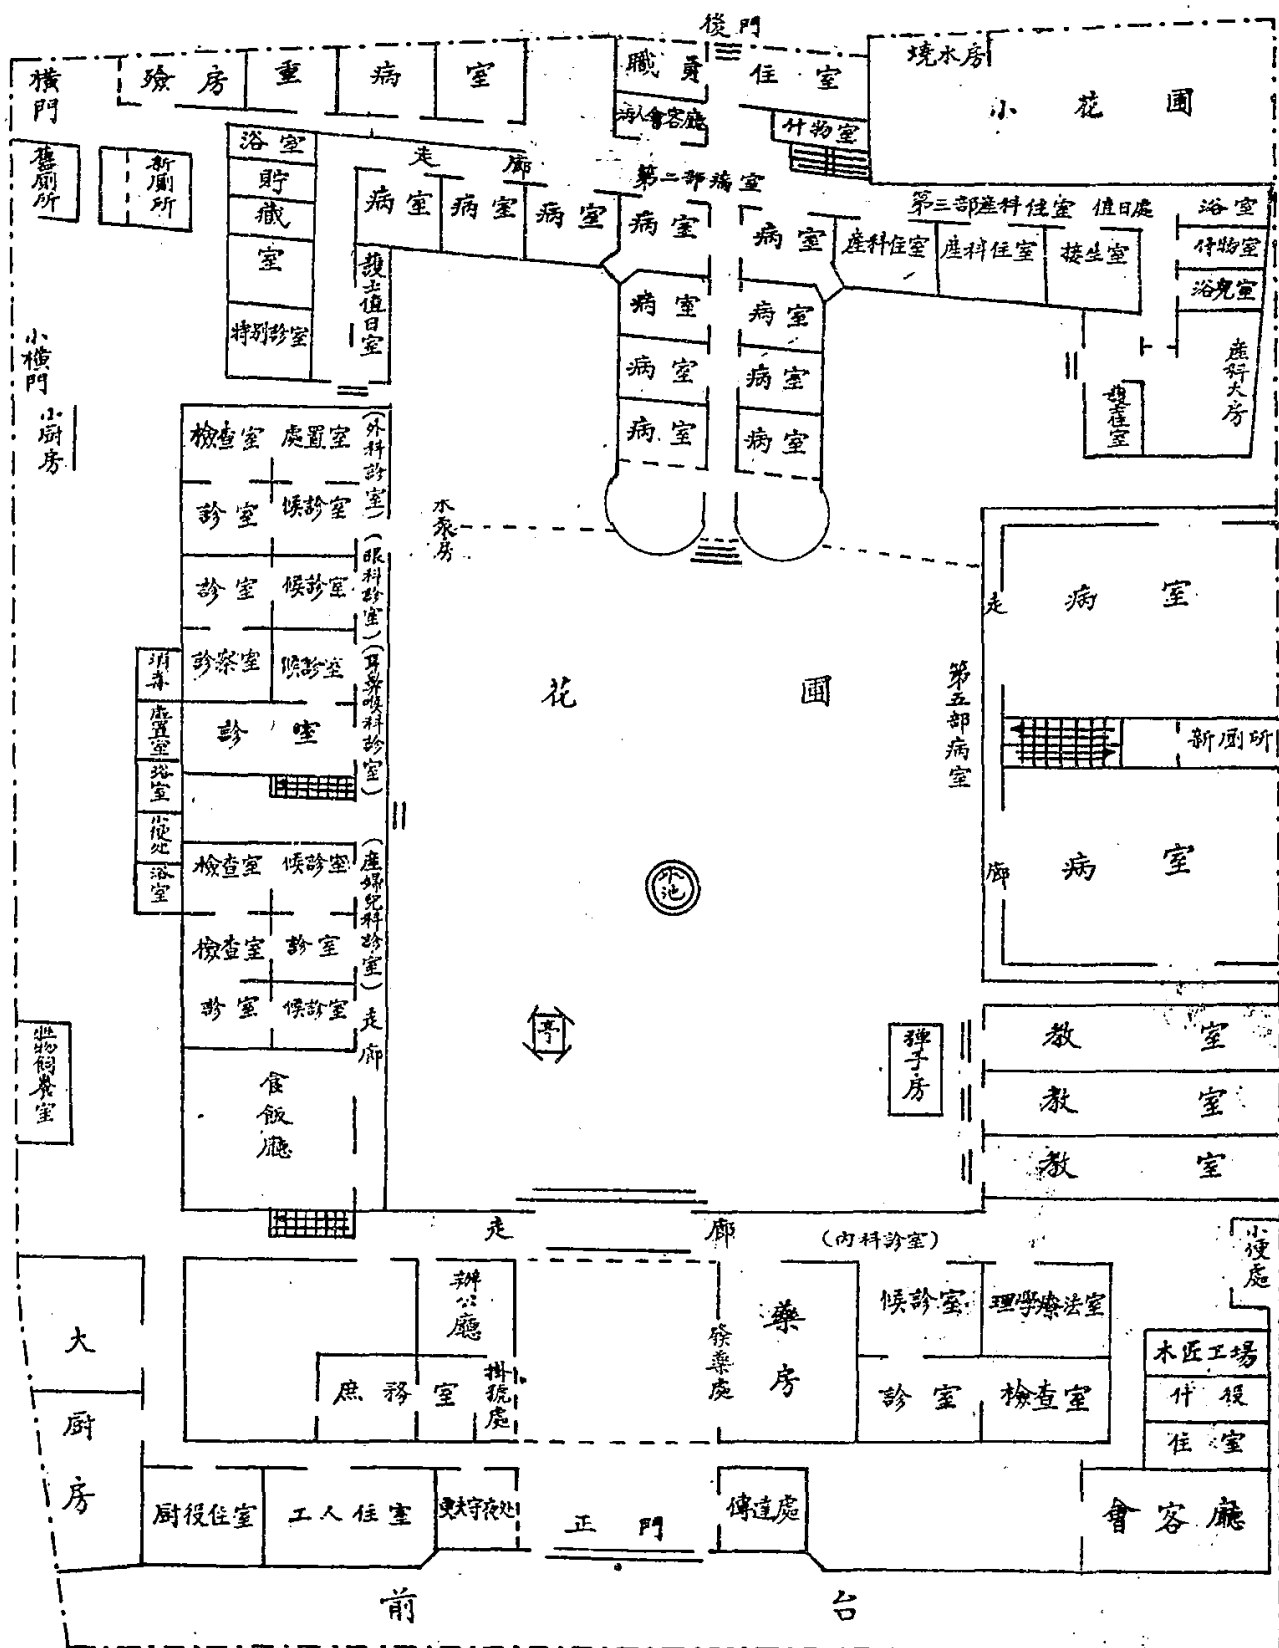 後門
橫門
殮房
重病室
職員
住室
燒水房
小花圃
病人會客廳
什物室
舊厠所
新厠所
浴室
貯藏室
特別診室
走廊
第二部病室
病室
病室
病室
病室
病室
第三部產科住室
值日處
產科住室
產科住室
接生室
浴室
什物室
浴兒室
產科大房
護士值日室
病室
病室
病室
病室
病室
病室
護士住室
小橫門
小厨房
檢查室
處置室
(外科診室)
診室
候診室
診室
候診室
(眼科診室)
診察室
候診室
(耳鼻喉科診室)
診室
消毒
處置室
浴室
小便处
浴室
水泵房
花圃
水池
亭
第五部病室
走廊
病室
新厠所
病室
檢查室
候診室
(產婦兒科診室)
檢查室
診室
診室
候診室
走廊
食飯廳
動物飼養室
彈子房
教室
教室
教室
走廊
(內科診室)
小便處
大厨房
辦公廳
庶務室
掛號處
發藥處
藥房
候診室
理學療法室
診室
檢查室
木匠工場
什役
住室
厨役住室
工人住室
更夫守夜处
正門
傳達處
會客廳
前台